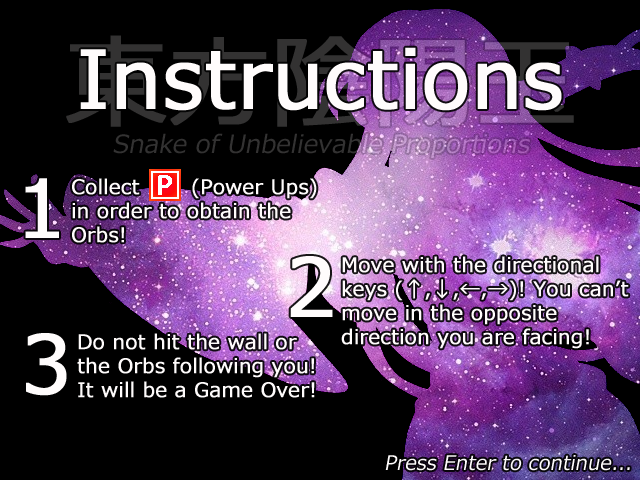 東方陰陽玉
Instructions
Snake of Unbelievable Proportions
1
Collect P (Power Ups)
in order to obtain the
Orbs!
2
Move with the directional
keys (↑,↓,←,→)! You can't
move in the opposite
direction you are facing!
3
Do not hit the wall or
the Orbs following you!
It will be a Game Over!
Press Enter to continue...